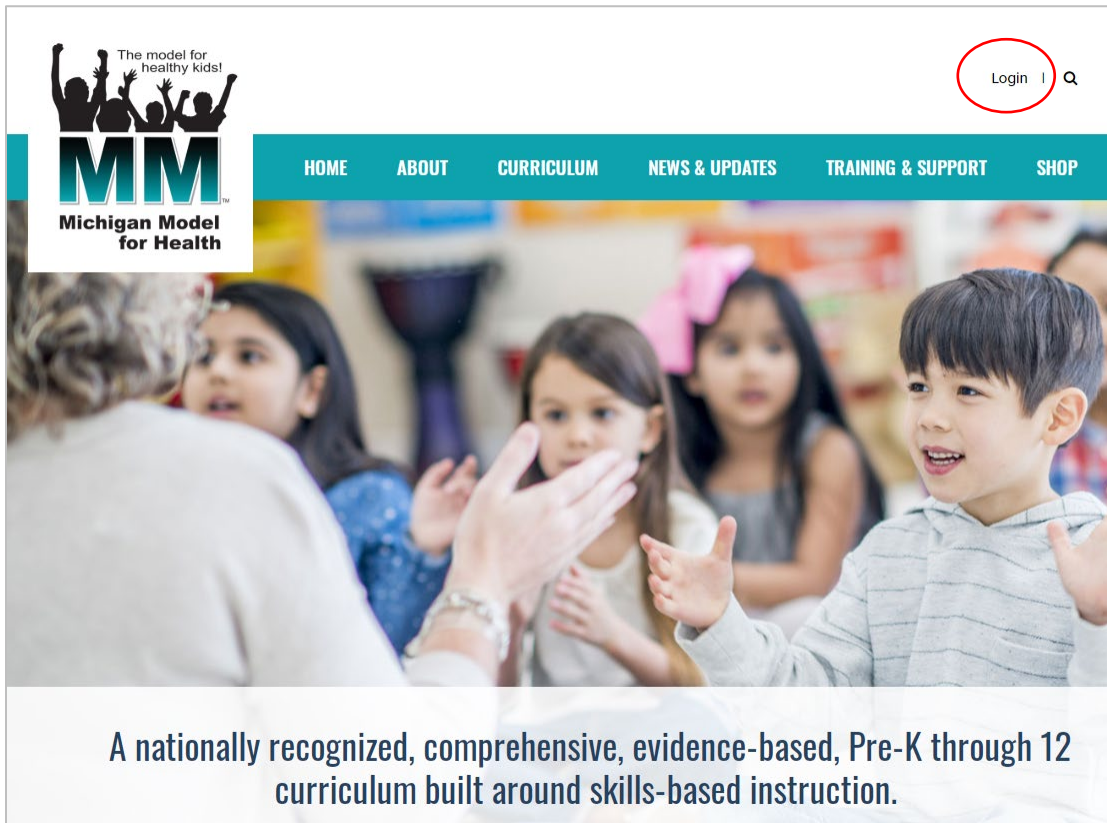 The model for
healthy kids!
MM™
Michigan Model
for Health
Login |
HOME ABOUT CURRICULUM NEWS & UPDATES TRAINING & SUPPORT SHOP
A nationally recognized, comprehensive, evidence-based, Pre-K through 12
curriculum built around skills-based instruction.